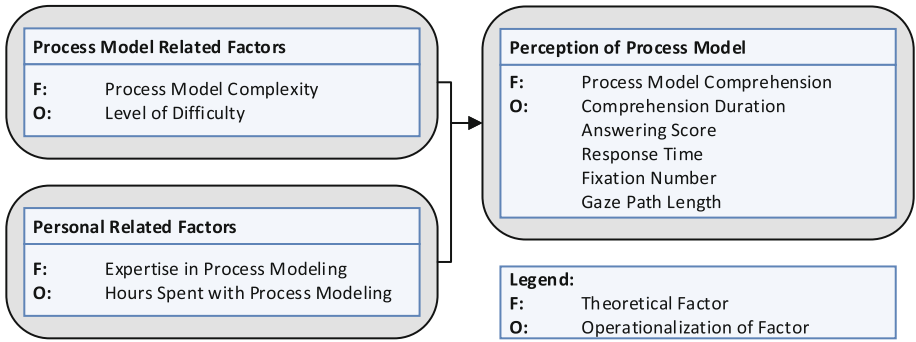 Process Model Related Factors
F: Process Model Complexity
O: Level of Difficulty
Personal Related Factors
F: Expertise in Process Modeling
O: Hours Spent with Process Modeling
Perception of Process Model
F: Process Model Comprehension
O: Comprehension Duration
Answering Score
Response Time
Fixation Number
Gaze Path Length
Legend:
F: Theoretical Factor
O: Operationalization of Factor